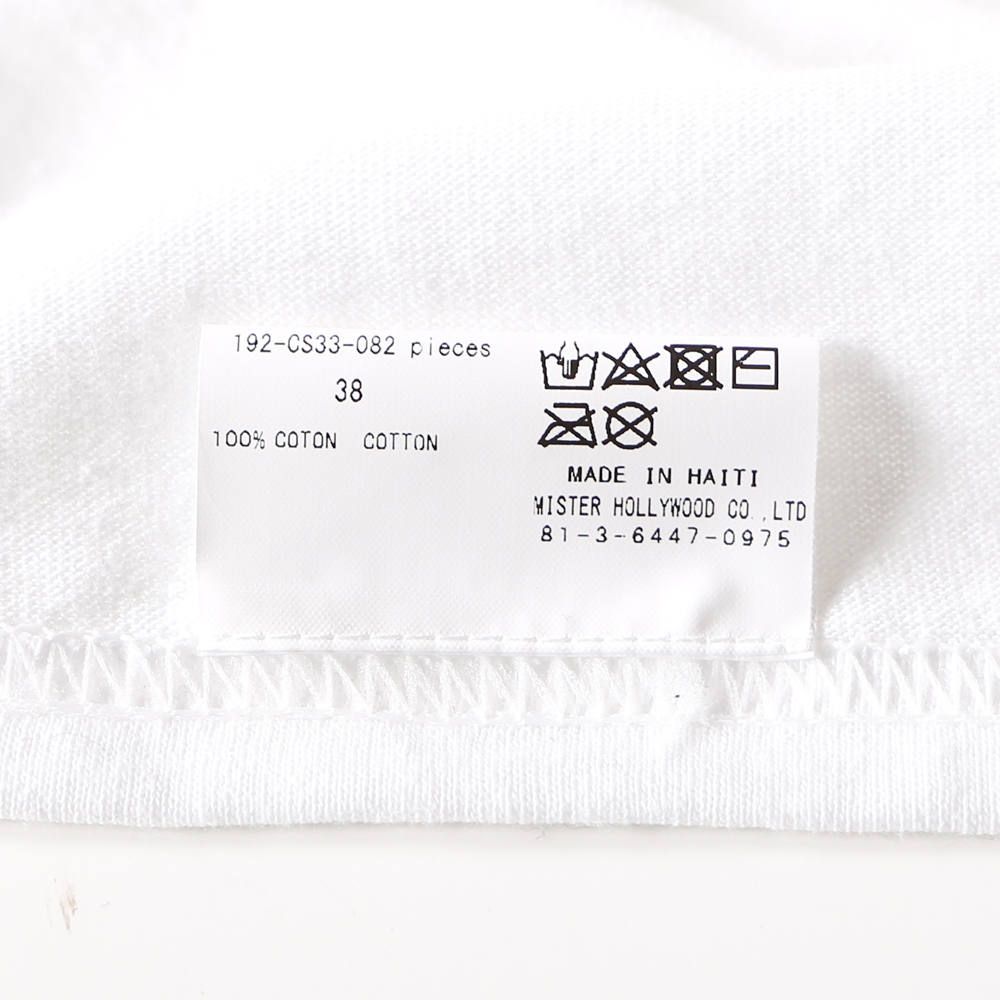 192-CS33-082 pieces
38
100% COTON COTTON
MADE IN HAITI
MISTER HOLLYWOOD CO.,LTD
81-3-6447-0975